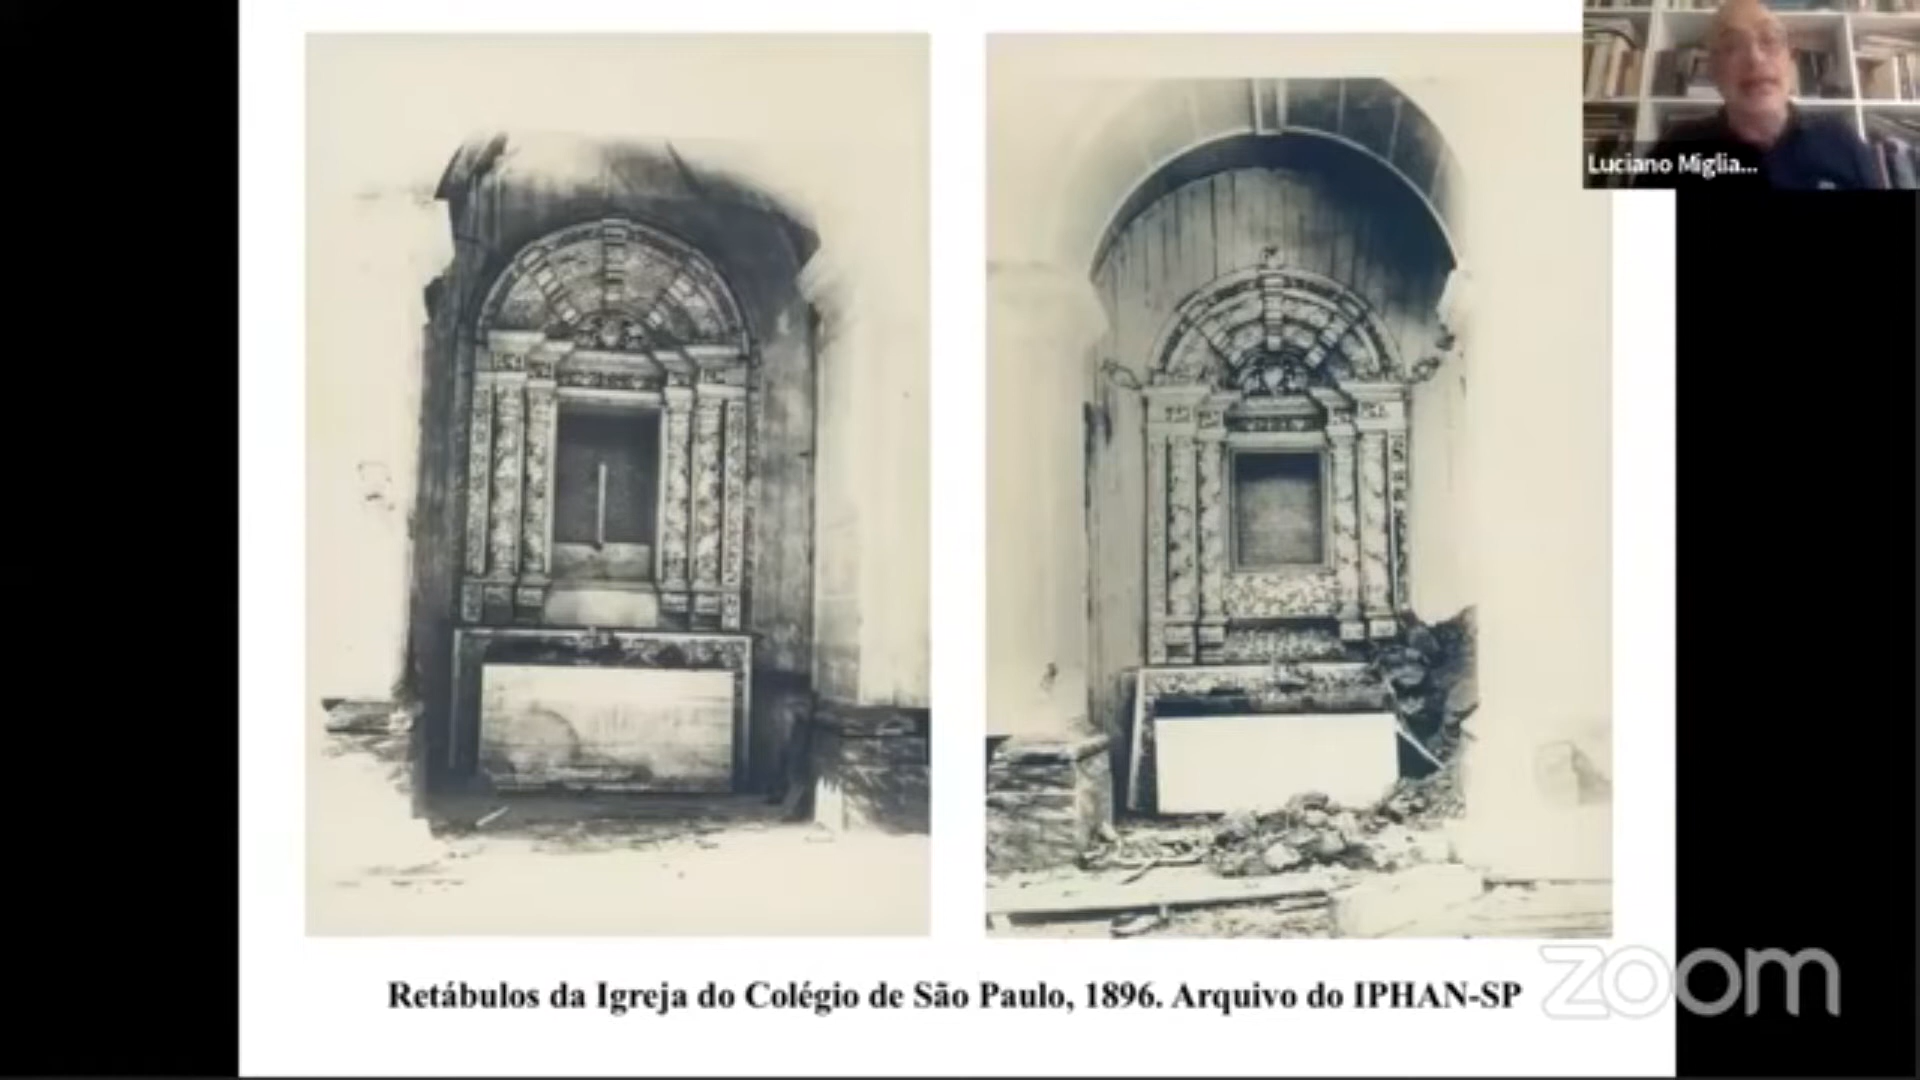 Luciano Miglia...
Retábulos da Igreja do Colégio de São Paulo, 1896. Arquivo do IPHAN-SP
zoom